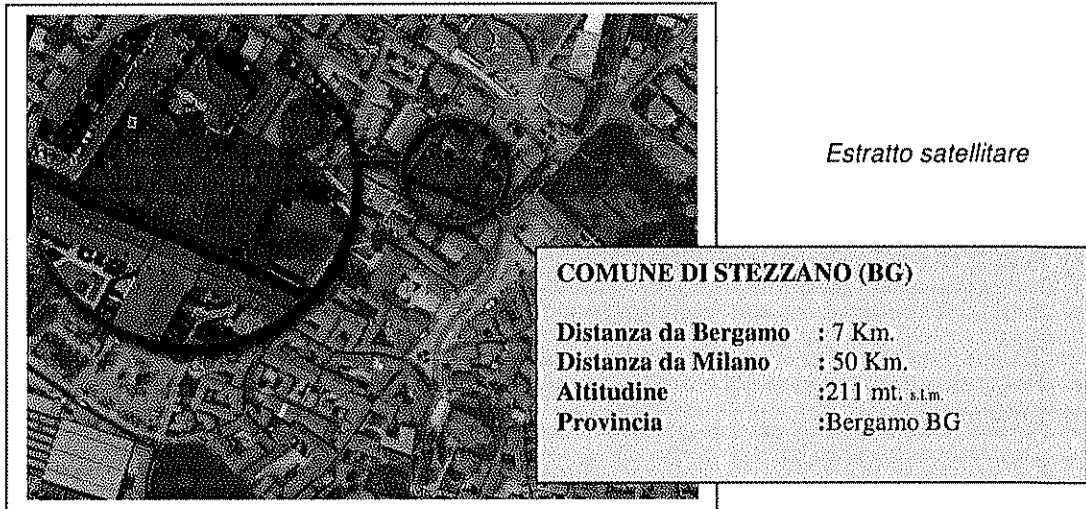 Estratto satellitare
COMUNE DI STEZZANO (BG)
Distanza da Bergamo : 7 Km.
Distanza da Milano : 50 Km.
Altitudine :211 mt. s.l.m.
Provincia :Bergamo BG